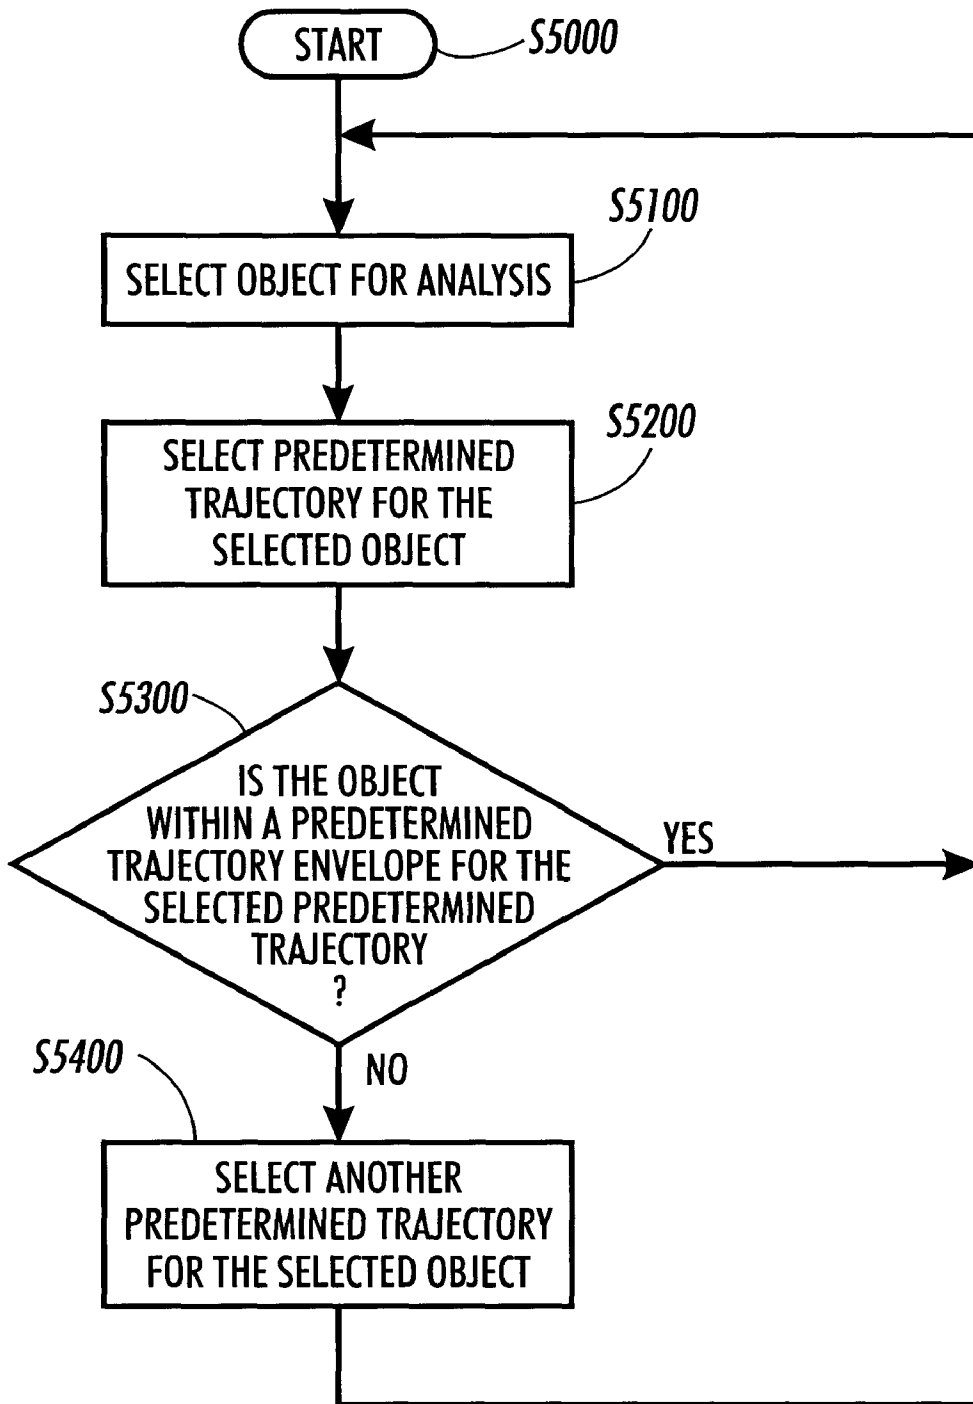 START
S5000
S5100
SELECT OBJECT FOR ANALYSIS
S5200
SELECT PREDETERMINED
TRAJECTORY FOR THE
SELECTED OBJECT
S5300
IS THE OBJECT
WITHIN A PREDETERMINED
TRAJECTORY ENVELOPE FOR THE
SELECTED PREDETERMINED
TRAJECTORY
?
YES
NO
S5400
SELECT ANOTHER
PREDETERMINED TRAJECTORY
FOR THE SELECTED OBJECT